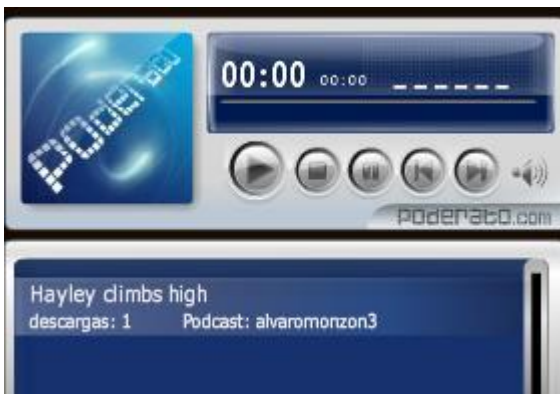 PODERATO
00:00 00:00 _ _ _ _ _ _
PODERATO.com
Hayley climbs high
descargas: 1 Podcast: alvaromonzon3